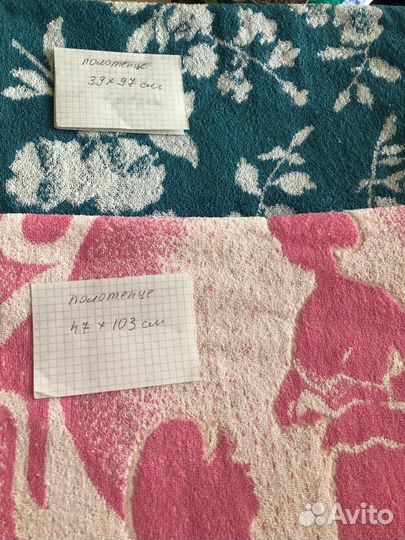 полотенце
39 × 97 см
полотенце
47 × 103 см
Avito